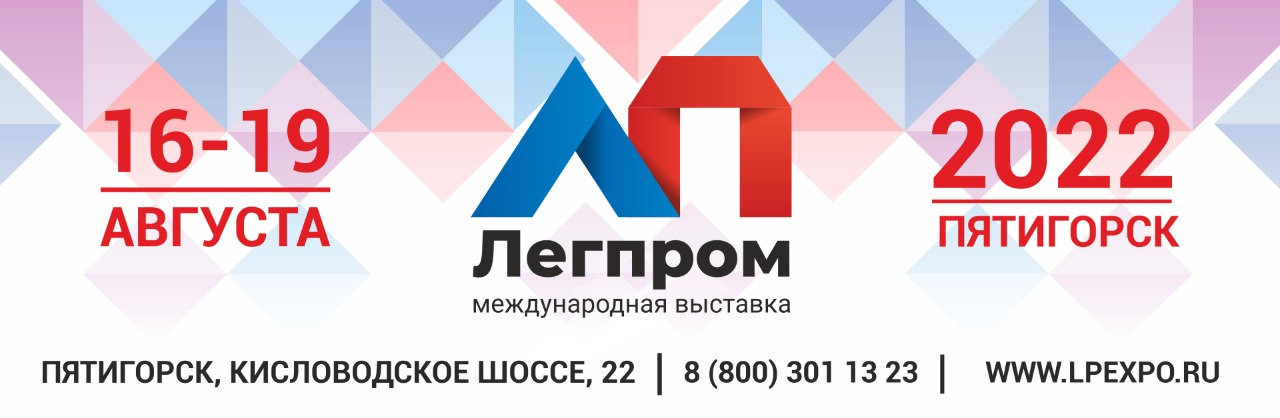 16-19
АВГУСТА
ЛП
Легпром
международная выставка
2022
ПЯТИГОРСК
ПЯТИГОРСК, КИСЛОВОДСКОЕ ШОССЕ, 22 | 8 (800) 301 13 23 | WWW.LPEXPO.RU